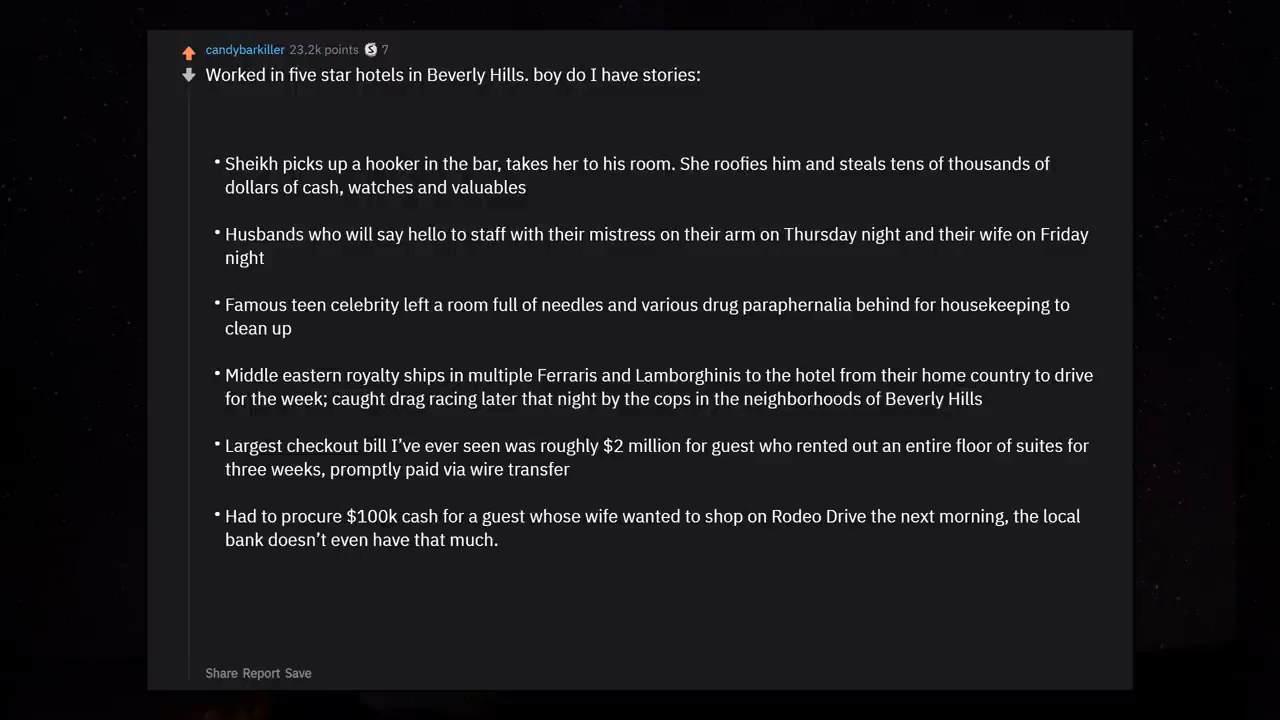 candybarkiller 23.2k points S 7
Worked in five star hotels in Beverly Hills. boy do I have stories:
• Sheikh picks up a hooker in the bar, takes her to his room. She roofies him and steals tens of thousands of
dollars of cash, watches and valuables
• Husbands who will say hello to staff with their mistress on their arm on Thursday night and their wife on Friday
night
• Famous teen celebrity left a room full of needles and various drug paraphernalia behind for housekeeping to
clean up
• Middle eastern royalty ships in multiple Ferraris and Lamborghinis to the hotel from their home country to drive
for the week; caught drag racing later that night by the cops in the neighborhoods of Beverly Hills
• Largest checkout bill I’ve ever seen was roughly $2 million for guest who rented out an entire floor of suites for
three weeks, promptly paid via wire transfer
• Had to procure $100k cash for a guest whose wife wanted to shop on Rodeo Drive the next morning, the local
bank doesn’t even have that much.
Share Report Save